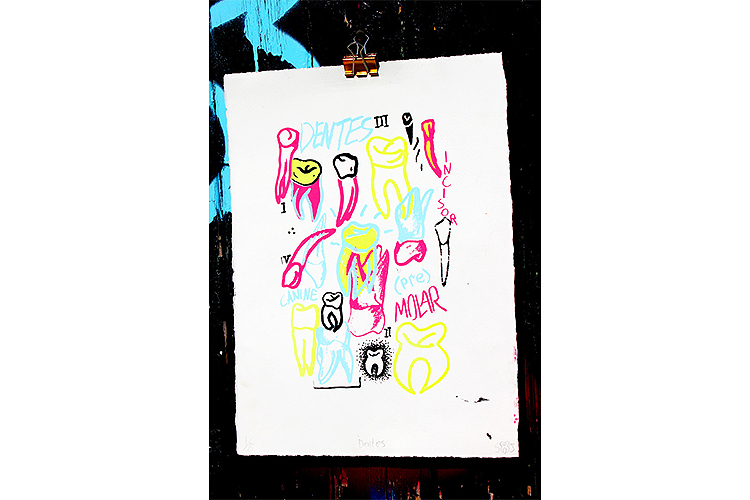 DENTES III
INCISOR
I
IV
CANINE
(pre)
MOLAR
II
Dentes